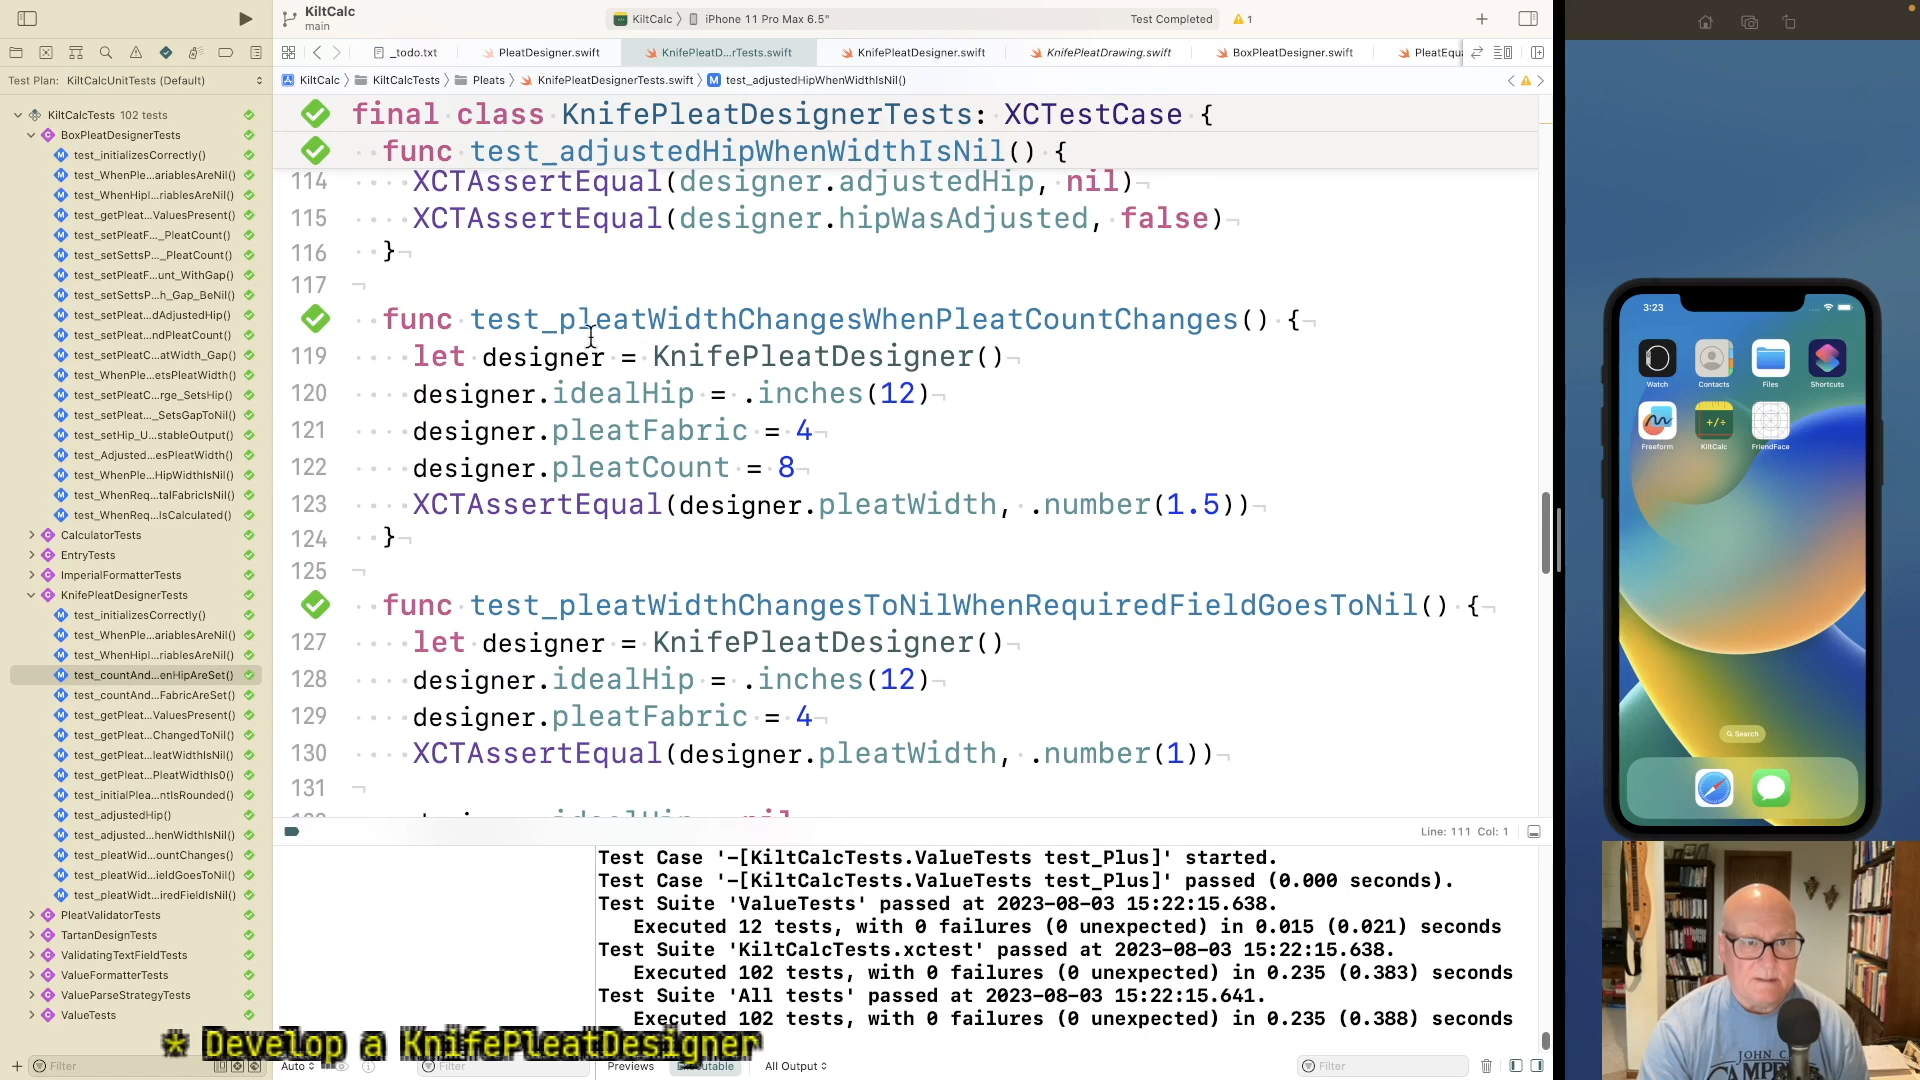 KiltCalc
main
KiltCalc
iPhone 11 Pro Max 6.5"
Test Completed
1
_todo.txt
PleatDesigner.swift
KnifePleatD...rTests.swift
KnifePleatDesigner.swift
KnifePleatDrawing.swift
BoxPleatDesigner.swift
PleatEqua
Test Plan: KiltCalcUnitTests (Default)
KiltCalc
KiltCalcTests
Pleats
KnifePleatDesignerTests.swift
test_adjustedHipWhenWidthIsNil()
KiltCalcTests 102 tests
BoxPleatDesignerTests
test_initializesCorrectly()
test_WhenPle...ariablesAreNil()
test_WhenHipI...riablesAreNil()
test_getPleat...ValuesPresent()
test_setPleatF..._PleatCount()
test_setSettsP..._PleatCount()
test_setPleatF...unt_WithGap()
test_setSettsP...h_Gap_BeNil()
test_setPleat...dAdjustedHip()
test_setPleat...ndPleatCount()
test_setPleatC...atWidth_Gap()
test_WhenPle...etsPleatWidth()
test_setPleatC...rge_SetsHip()
test_setPleat..._SetsGapToNil()
test_setHip_U...stableOutput()
test_Adjusted...esPleatWidth()
test_WhenPle...HipWidthIsNil()
test_WhenReq...talFabricIsNil()
test_WhenReq...IsCalculated()
CalculatorTests
EntryTests
ImperialFormatterTests
KnifePleatDesignerTests
test_initializesCorrectly()
test_WhenPle...ariablesAreNil()
test_WhenHipI...riablesAreNil()
test_countAnd...enHipAreSet()
test_countAnd...FabricAreSet()
test_getPleat...ValuesPresent()
test_getPleat...ChangedToNil()
test_getPleat...leatWidthIsNil()
test_getPleat...PleatWidthIs0()
test_initialPlea...ntIsRounded()
test_adjustedHip()
test_adjusted...henWidthIsNil()
test_pleatWid...ountChanges()
test_pleatWid...ieldGoesToNil()
test_pleatWidt...iredFieldIsNil()
PleatValidatorTests
TartanDesignTests
ValidatingTextFieldTests
ValueFormatterTests
ValueParseStrategyTests
ValueTests
Filter
final class KnifePleatDesignerTests: XCTestCase {
func test_adjustedHipWhenWidthIsNil() {
114 XCTAssertEqual(designer.adjustedHip, nil)
115 XCTAssertEqual(designer.hipWasAdjusted, false)
116 }
117
func test_pleatWidthChangesWhenPleatCountChanges() {
119 let designer = KnifePleatDesigner()
120 designer.idealHip = .inches(12)
121 designer.pleatFabric = 4
122 designer.pleatCount = 8
123 XCTAssertEqual(designer.pleatWidth, .number(1.5))
124 }
125
func test_pleatWidthChangesToNilWhenRequiredFieldGoesToNil() {
127 let designer = KnifePleatDesigner()
128 designer.idealHip = .inches(12)
129 designer.pleatFabric = 4
130 XCTAssertEqual(designer.pleatWidth, .number(1))
131
Line: 111 Col: 1
Test Case '-[KiltCalcTests.ValueTests test_Plus]' started.
Test Case '-[KiltCalcTests.ValueTests test_Plus]' passed (0.000 seconds).
Test Suite 'ValueTests' passed at 2023-08-03 15:22:15.638.
Executed 12 tests, with 0 failures (0 unexpected) in 0.015 (0.021) seconds
Test Suite 'KiltCalcTests.xctest' passed at 2023-08-03 15:22:15.638.
Executed 102 tests, with 0 failures (0 unexpected) in 0.235 (0.383) seconds
Test Suite 'All tests' passed at 2023-08-03 15:22:15.641.
Executed 102 tests, with 0 failures (0 unexpected) in 0.235 (0.388) seconds
* Develop a KnifePleatDesigner
Auto
Filter
Previews
Executable
All Output
Filter
3:23
Watch
Contacts
Files
Shortcuts
Freeform
KiltCalc
FriendFace
Search
JOHN C.